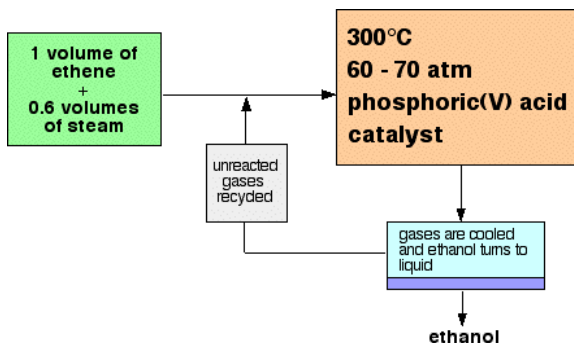 1 volume of
ethene
+
0.6 volumes
of steam
300°C
60 - 70 atm
phosphoric(V) acid
catalyst
unreacted
gases
recycled
gases are cooled
and ethanol turns to
liquid
ethanol